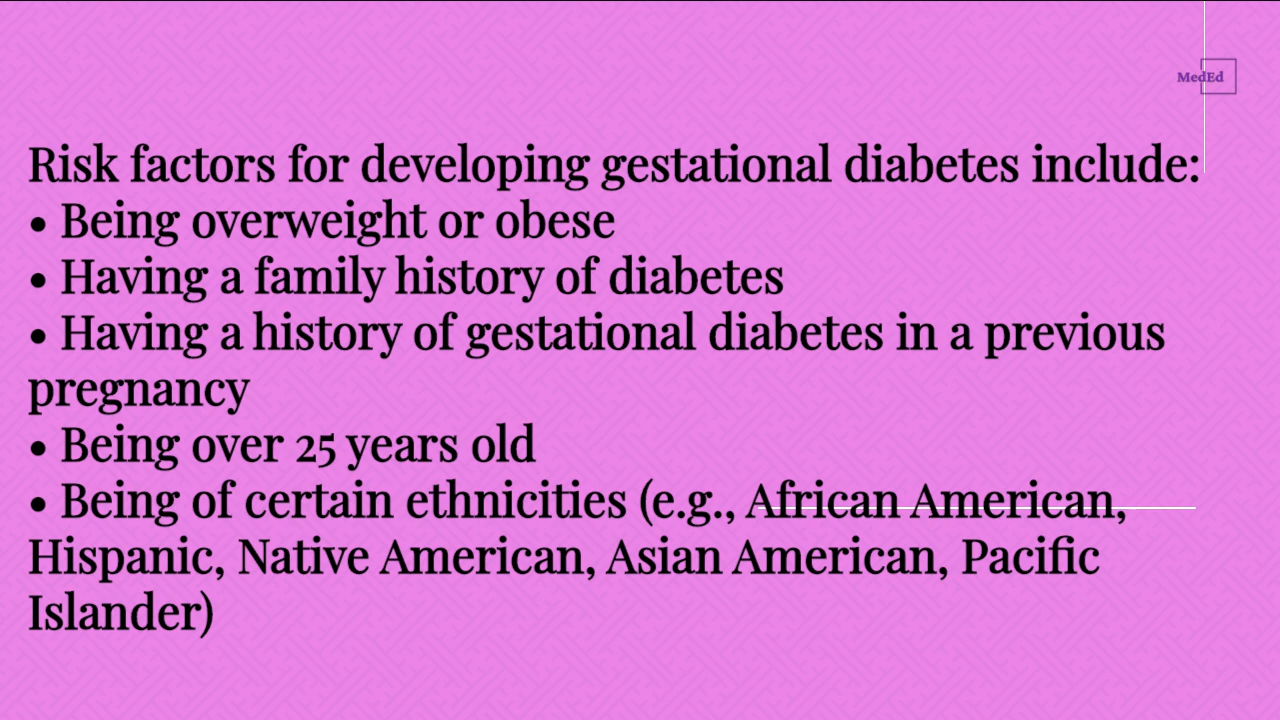 MedEd
Risk factors for developing gestational diabetes include:
• Being overweight or obese
• Having a family history of diabetes
• Having a history of gestational diabetes in a previous
pregnancy
• Being over 25 years old
• Being of certain ethnicities (e.g., African American,
Hispanic, Native American, Asian American, Pacific
Islander)